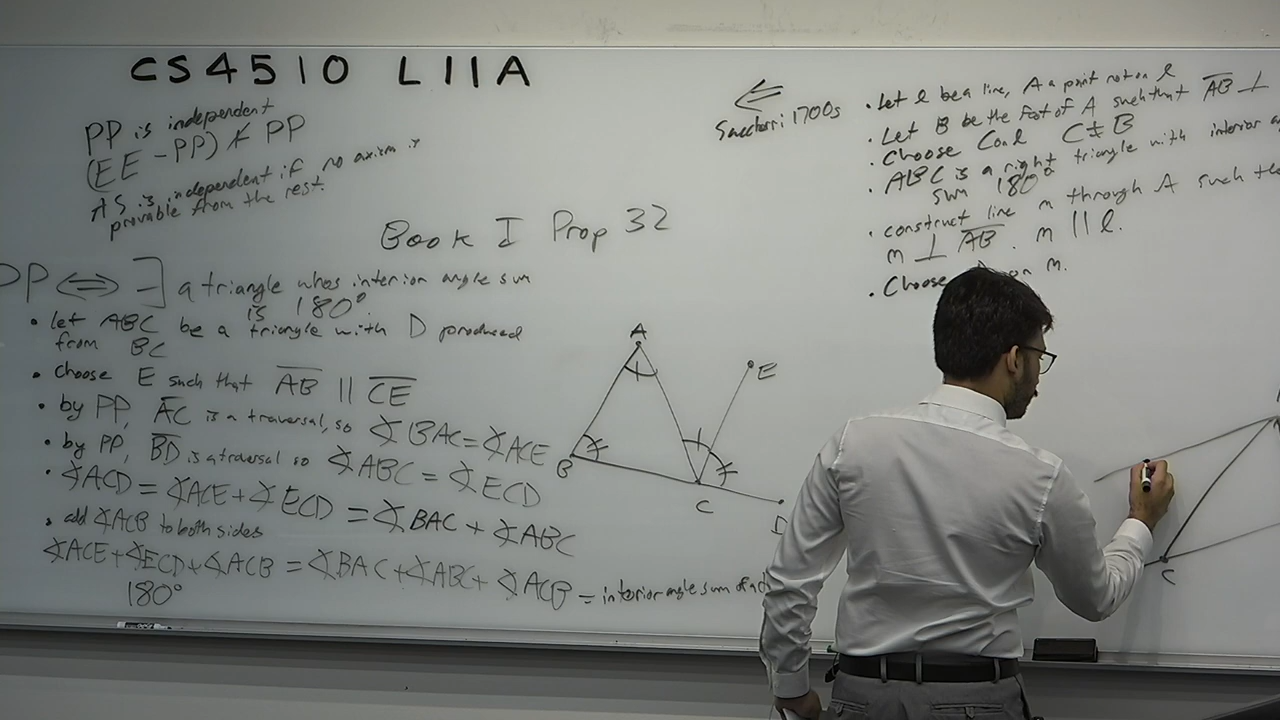 CS4510 L11A
PP is independent
(EE - PP) ⊬ PP
AS is independent if no axiom is
provable from the rest.
Book I Prop 32
PP ⟺ ∃ a triangle whos interior angle sum
is 180°.
• let ABC be a triangle with D produced
from BC
• choose E such that AB || CE
• by PP, AC is a traversal, so ∡BAC = ∡ACE
• by PP, BD is a traversal so ∡ABC = ∡ECD
• ∡ACD = ∡ACE + ∡ECD = ∡BAC + ∡ABC
• add ∡ACB to both sides
∡ACE + ∡ECD + ∡ACB = ∡BAC + ∡ABC + ∡ACB = interior angle sum of a
180°
A
E
B
C
D
⟸
Saccheri 1700s
• Let l be a line, A a point not on l
• Let B be the foot of A such that AB ⊥
• Choose C on l C ≠ B
• ABC is a right triangle with interior
sum 180°
• construct line m through A such
m ⊥ AB. m || l.
• Choose on m.
C